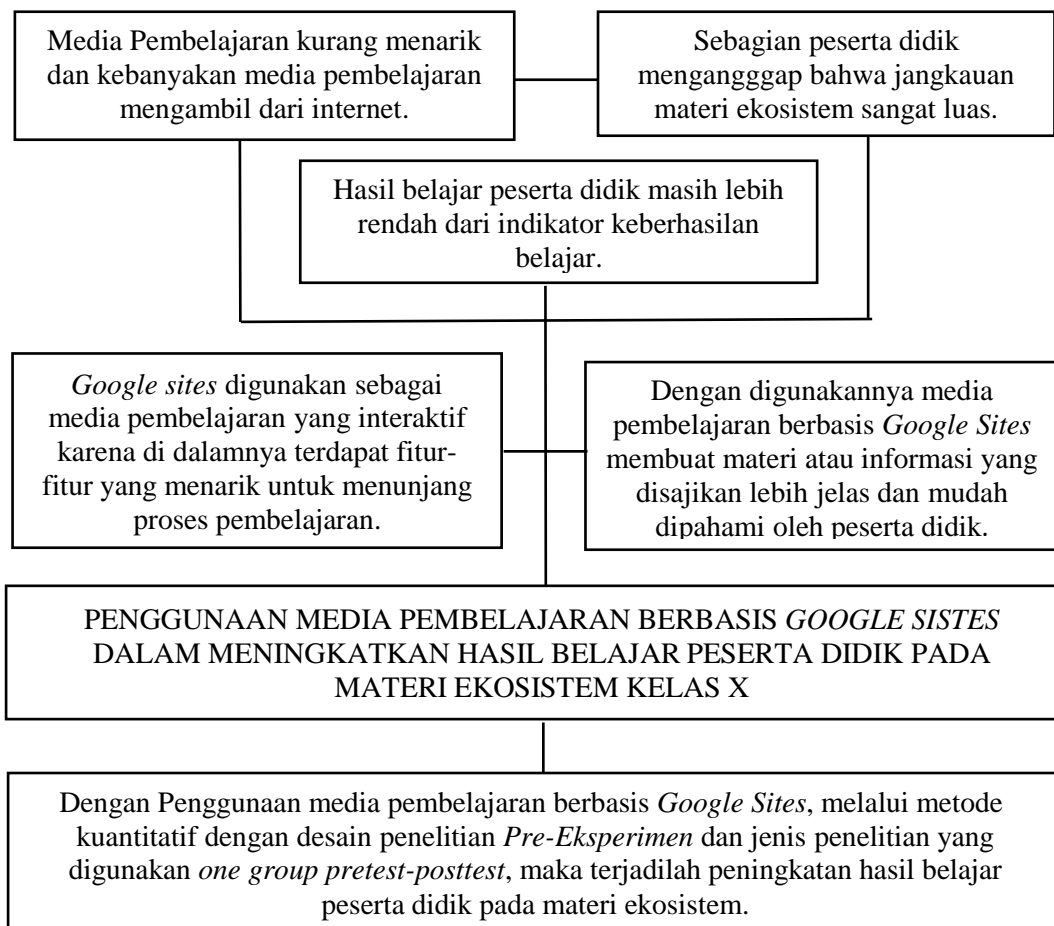 Media Pembelajaran kurang menarik
dan kebanyakan media pembelajaran
mengambil dari internet.
Sebagian peserta didik
mengangggap bahwa jangkauan
materi ekosistem sangat luas.
Hasil belajar peserta didik masih lebih
rendah dari indikator keberhasilan
belajar.
Google sites digunakan sebagai
media pembelajaran yang interaktif
karena di dalamnya terdapat fitur-
fitur yang menarik untuk menunjang
proses pembelajaran.
Dengan digunakannya media
pembelajaran berbasis Google Sites
membuat materi atau informasi yang
disajikan lebih jelas dan mudah
dipahami oleh peserta didik.
PENGGUNAAN MEDIA PEMBELAJARAN BERBASIS GOOGLE SISTES
DALAM MENINGKATKAN HASIL BELAJAR PESERTA DIDIK PADA
MATERI EKOSISTEM KELAS X
Dengan Penggunaan media pembelajaran berbasis Google Sites, melalui metode
kuantitatif dengan desain penelitian Pre-Eksperimen dan jenis penelitian yang
digunakan one group pretest-posttest, maka terjadilah peningkatan hasil belajar
peserta didik pada materi ekosistem.